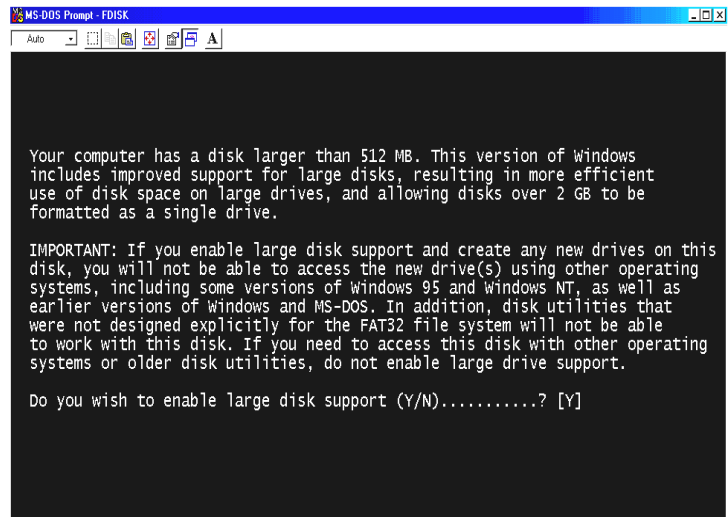 MS-DOS Prompt - FDISK
Auto
A
Your computer has a disk larger than 512 MB. This version of Windows
includes improved support for large disks, resulting in more efficient
use of disk space on large drives, and allowing disks over 2 GB to be
formatted as a single drive.
IMPORTANT: If you enable large disk support and create any new drives on this
disk, you will not be able to access the new drive(s) using other operating
systems, including some versions of Windows 95 and Windows NT, as well as
earlier versions of Windows and MS-DOS. In addition, disk utilities that
were not designed explicitly for the FAT32 file system will not be able
to work with this disk. If you need to access this disk with other operating
systems or older disk utilities, do not enable large drive support.
Do you wish to enable large disk support (Y/N)...........? [Y]